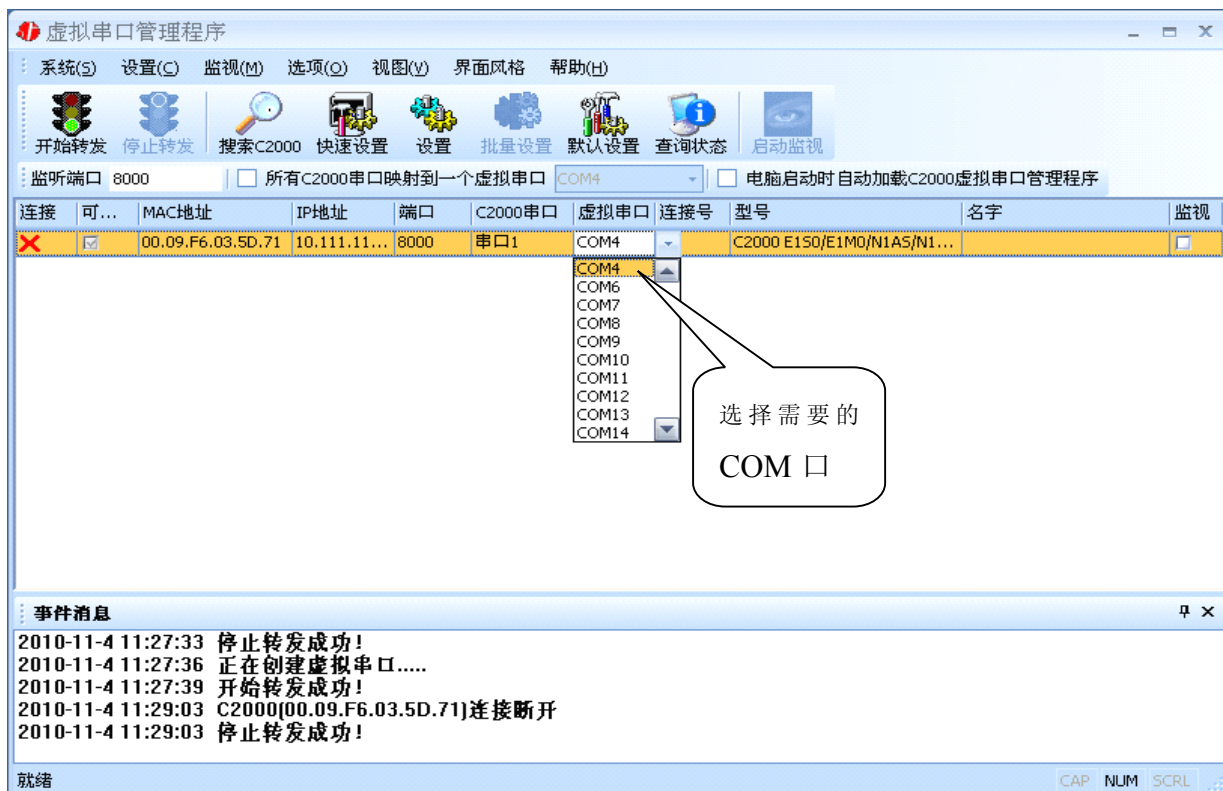 虚拟串口管理程序
系统(S) 设置(C) 监视(M) 选项(O) 视图(V) 界面风格 帮助(H)
开始转发 停止转发 搜索C2000 快速设置 设置 批量设置 默认设置 查询状态 启动监视
监听端口 8000 所有C2000串口映射到一个虚拟串口 COM4 电脑启动时自动加载C2000虚拟串口管理程序
连接 可... MAC地址 IP地址 端口 C2000串口 虚拟串口 连接号 型号 名字 监视
00.09.F6.03.5D.71 10.111.11... 8000 串口1 COM4 C2000 E1S0/E1M0/N1AS/N1...
COM4
COM6
COM7
COM8
COM9
COM10
COM11
COM12
COM13
COM14
选择需要的
COM 口
事件消息
2010-11-4 11:27:33 停止转发成功!
2010-11-4 11:27:36 正在创建虚拟串口.....
2010-11-4 11:27:39 开始转发成功!
2010-11-4 11:29:03 C2000(00.09.F6.03.5D.71)连接断开
2010-11-4 11:29:03 停止转发成功!
就绪 CAP NUM SCRL